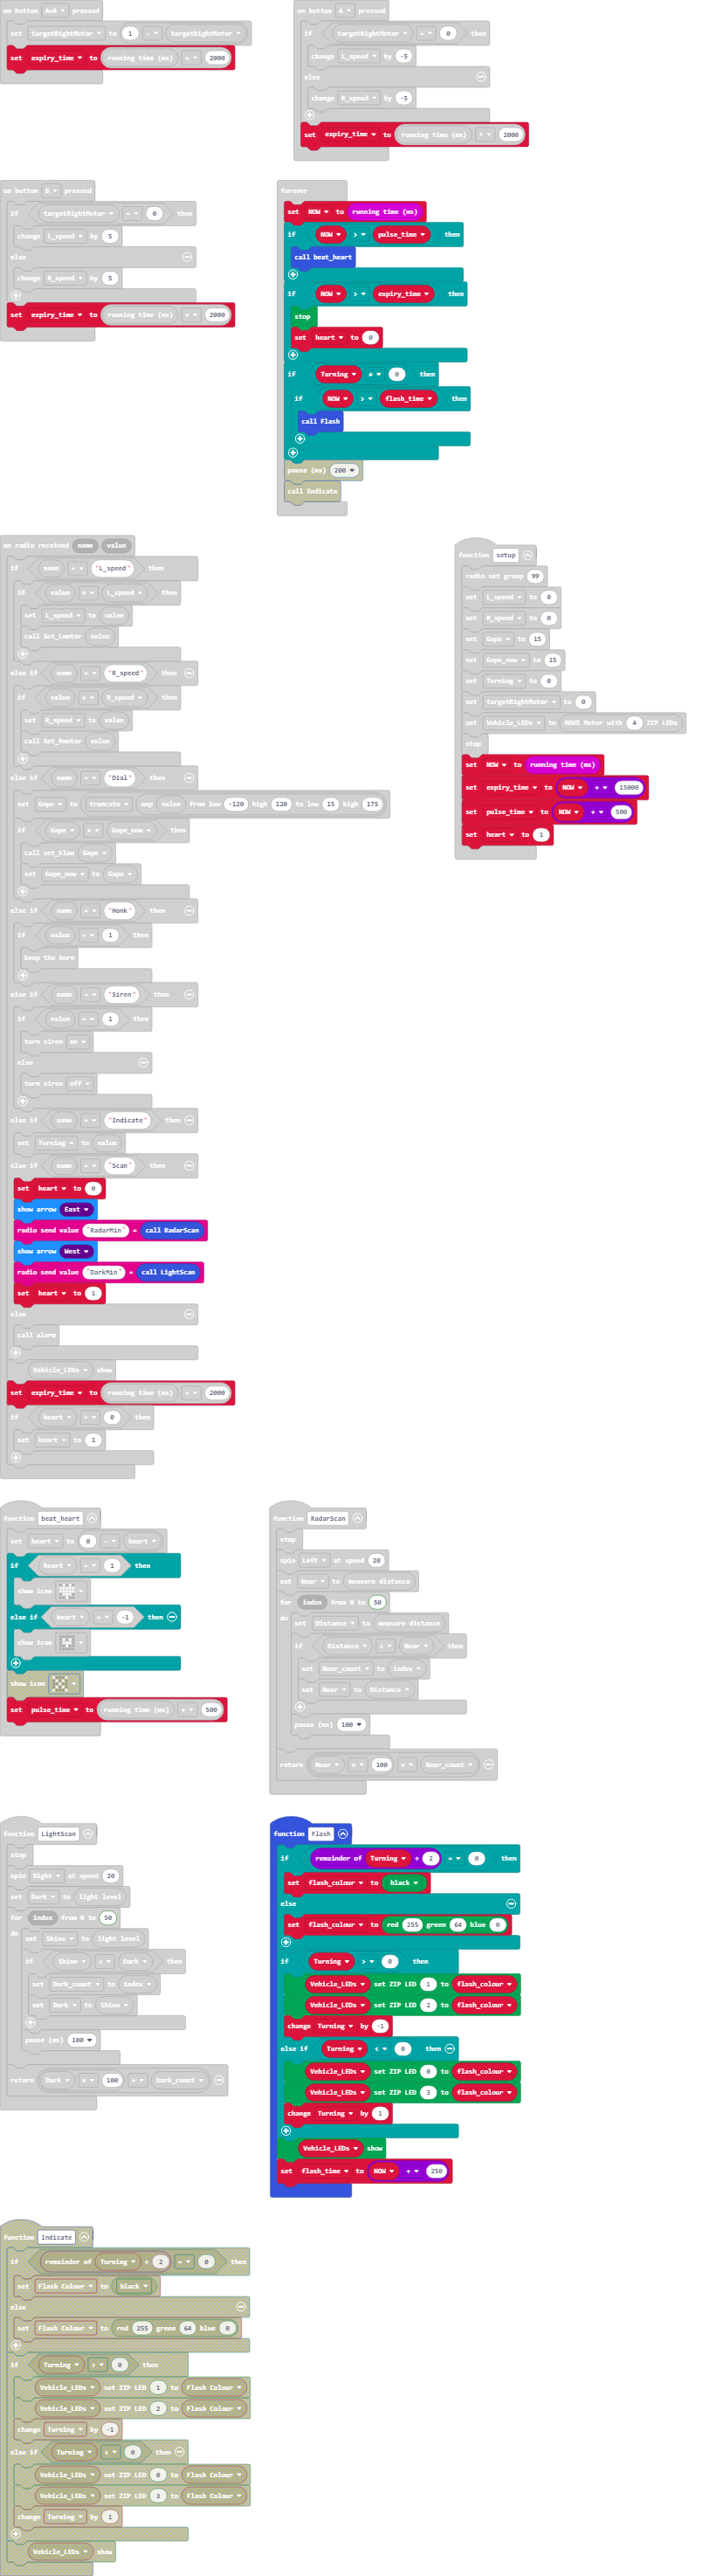 on button A+B pressed
set targetRightMotor to 1 - targetRightMotor
set expiry_time to running time (ms) + 2000
on button A pressed
if targetRightMotor = 0 then
change L_speed by -5
else
change R_speed by -5
set expiry_time to running time (ms) + 2000
on button B pressed
if targetRightMotor = 0 then
change L_speed by 5
else
change R_speed by 5
set expiry_time to running time (ms) + 2000
forever
set NOW to running time (ms)
if NOW > pulse_time then
call beat_heart
if NOW > expiry_time then
stop
set heart to 0
if Turning ≠ 0 then
if NOW > flash_time then
call Flash
pause (ms) 200
call Indicate
on radio received name value
if name = "L_speed" then
if value ≠ L_speed then
set L_speed to value
call Set_Lmotor value
else if name = "R_speed" then
if value ≠ R_speed then
set R_speed to value
call Set_Rmotor value
else if name = "Dial" then
set Gape to truncate map value from low -120 high 120 to low 15 high 175
if Gape ≠ Gape_now then
call set_klaw Gape
set Gape_now to Gape
else if name = "Honk" then
if value = 1 then
beep the horn
else if name = "Siren" then
if value = 1 then
turn siren on
else
turn siren off
else if name = "Indicate" then
set Turning to value
else if name = "Scan" then
set heart to 0
show arrow East
radio send value "RadarMin" = call RadarScan
show arrow West
radio send value "DarkMin" = call LightScan
set heart to 1
else
call alarm
Vehicle_LEDs show
set expiry_time to running time (ms) + 2000
if heart = 0 then
set heart to 1
function setup
radio set group 99
set L_speed to 0
set R_speed to 0
set Gape to 15
set Gape_now to 15
set Turning to 0
set targetRightMotor to 0
set Vehicle_LEDs to MOVE Motor with 4 ZIP LEDs
stop
set NOW to running time (ms)
set expiry_time to NOW + 15000
set pulse_time to NOW + 500
set heart to 1
function beat_heart
set heart to 0 - heart
if heart = 1 then
show icon
else if heart = -1 then
show icon
show icon
set pulse_time to running time (ms) + 500
function RadarScan
stop
spin Left at speed 20
set Near to measure distance
for index from 0 to 50
do set Distance to measure distance
if Distance < Near then
set Near_count to index
set Near to Distance
pause (ms) 100
return Near × 100 + Near_count
function LightScan
stop
spin Right at speed 20
set Dark to light level
for index from 0 to 50
do set Shine to light level
if Shine < Dark then
set Dark_count to index
set Dark to Shine
pause (ms) 100
return Dark × 100 + Dark_count
function Flash
if remainder of Turning ÷ 2 = 0 then
set flash_colour to black
else
set flash_colour to red 255 green 64 blue 0
if Turning > 0 then
Vehicle_LEDs set ZIP LED 1 to flash_colour
Vehicle_LEDs set ZIP LED 2 to flash_colour
change Turning by -1
else if Turning < 0 then
Vehicle_LEDs set ZIP LED 0 to flash_colour
Vehicle_LEDs set ZIP LED 3 to flash_colour
change Turning by 1
Vehicle_LEDs show
set flash_time to NOW + 250
function Indicate
if remainder of Turning ÷ 2 = 0 then
set Flash Colour to black
else
set Flash Colour to red 255 green 64 blue 0
if Turning > 0 then
Vehicle_LEDs set ZIP LED 1 to Flash Colour
Vehicle_LEDs set ZIP LED 2 to Flash Colour
change Turning by -1
else if Turning < 0 then
Vehicle_LEDs set ZIP LED 0 to Flash Colour
Vehicle_LEDs set ZIP LED 3 to Flash Colour
change Turning by 1
Vehicle_LEDs show